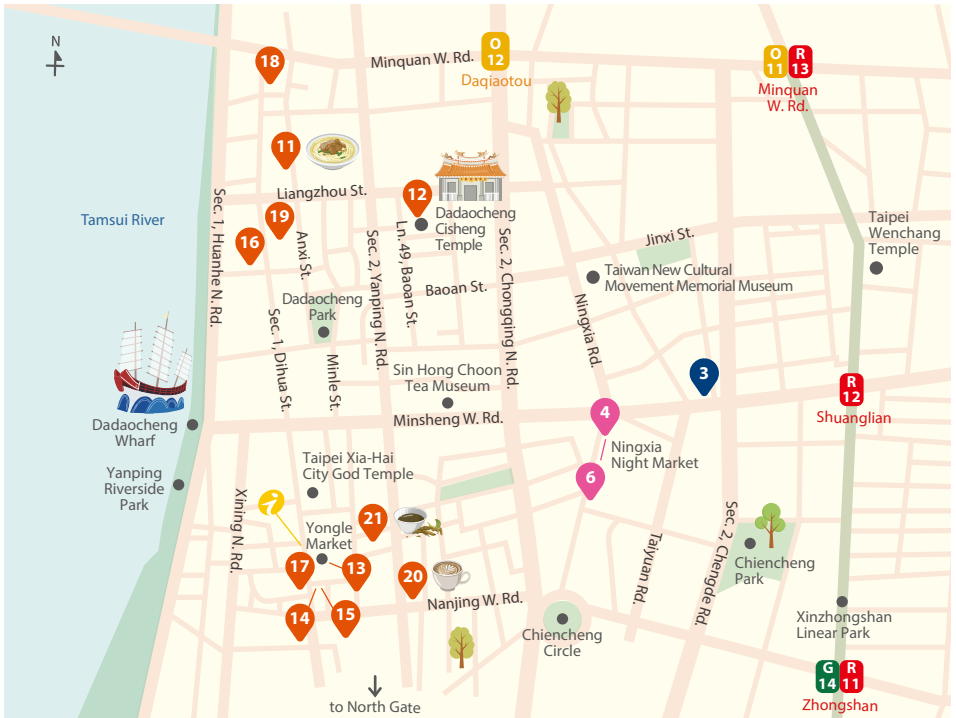 N
18
Minquan W. Rd.
O
12
Daqiaotou
O
11
R
13
Minquan
W. Rd.
11
Liangzhou St.
12
Dadaocheng
Cisheng
Temple
Tamsui River
Sec. 1, Huanhe N. Rd.
19
16
Anxi St.
Sec. 2, Yanping N. Rd.
Ln. 49, Baoan St.
Sec. 2, Chongqing N. Rd.
Jinxi St.
Taipei
Wenchang
Temple
Taiwan New Cultural
Movement Memorial Museum
Baoan St.
Dadaocheng
Park
Ningxia Rd.
Sec. 1, Dihua St.
Minle St.
Sin Hong Choon
Tea Museum
3
R
12
Shuanglian
Minsheng W. Rd.
4
Dadaocheng
Wharf
Ningxia
Night Market
Taipei Xia-Hai
City God Temple
Yanping
Riverside
Park
6
Xining N. Rd.
i
21
Yongle
Market
Taiyuan Rd.
Sec. 2, Chengde Rd.
Chiencheng
Park
17
13
20
Nanjing W. Rd.
14
15
Xinzhongshan
Linear Park
Chiencheng
Circle
G
14
R
11
Zhongshan
to North Gate